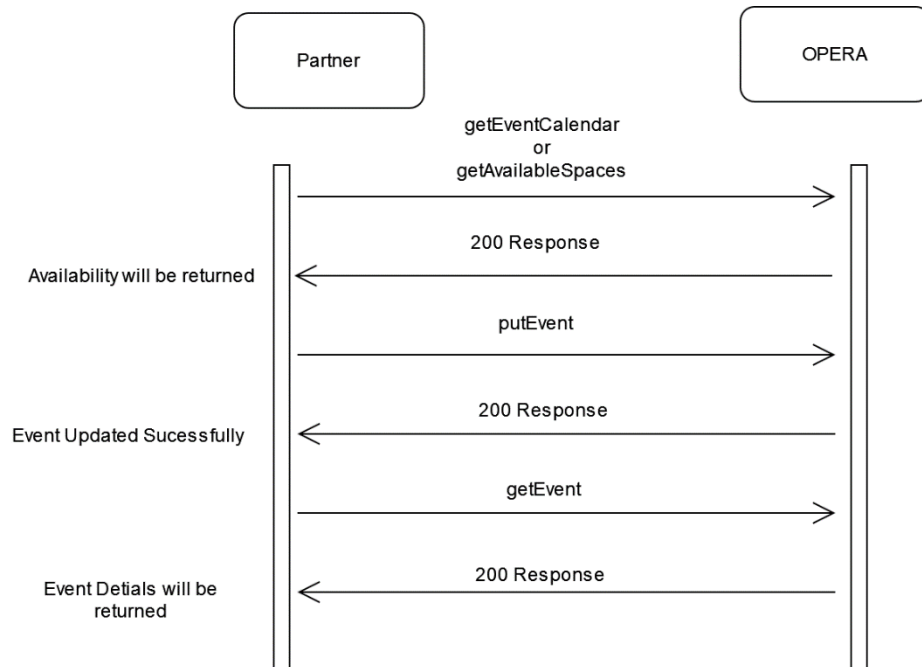 Partner
OPERA
getEventCalendar
or
getAvailableSpaces
200 Response
Availability will be returned
putEvent
200 Response
Event Updated Sucessfully
getEvent
200 Response
Event Detials will be
returned